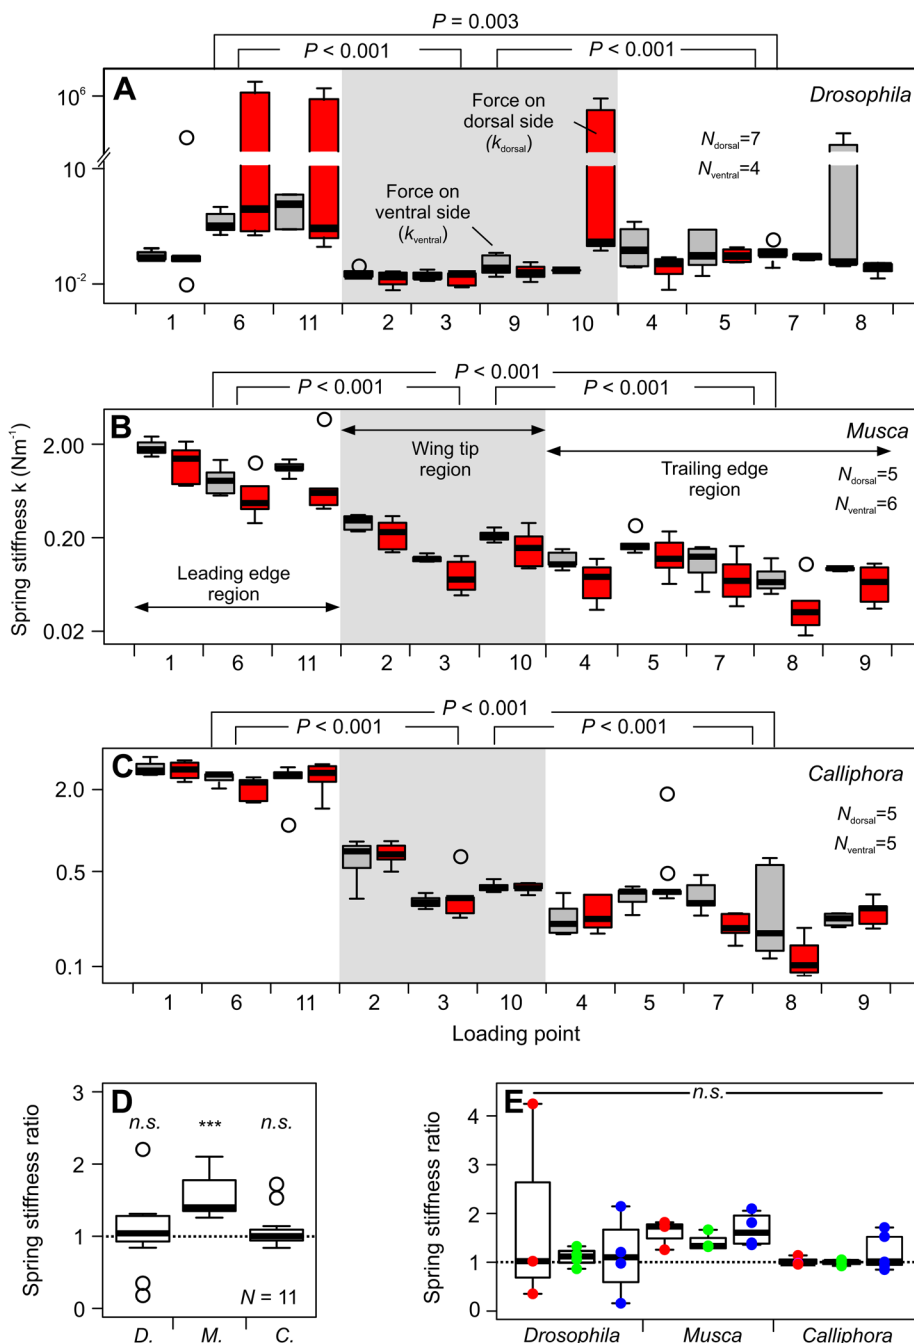 P = 0.003
P < 0.001 P < 0.001
A Drosophila
10⁶
Force on
dorsal side
(k_dorsal)
N_dorsal=7
N_ventral=4
10
Force on
ventral side
(k_ventral)
10⁻²
1 6 11 2 3 9 10 4 5 7 8
P < 0.001
P < 0.001 P < 0.001
B Musca
Spring stiffness k (Nm⁻¹)
2.00
Wing tip
region
Trailing edge
region
N_dorsal=5
N_ventral=6
0.20
Leading edge
region
0.02
1 6 11 2 3 10 4 5 7 8 9
P < 0.001
P < 0.001 P < 0.001
C Calliphora
2.0
N_dorsal=5
N_ventral=5
0.5
0.1
1 6 11 2 3 10 4 5 7 8 9
Loading point
D
Spring stiffness ratio
3
n.s. *** n.s.
2
1
0
N = 11
D. M. C.
E
Spring stiffness ratio
n.s.
4
3
2
1
0
Drosophila Musca Calliphora